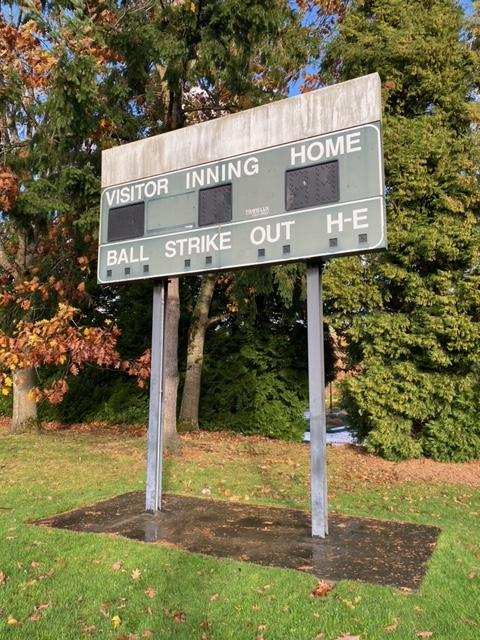 VISITOR INNING HOME
BALL STRIKE OUT H-E